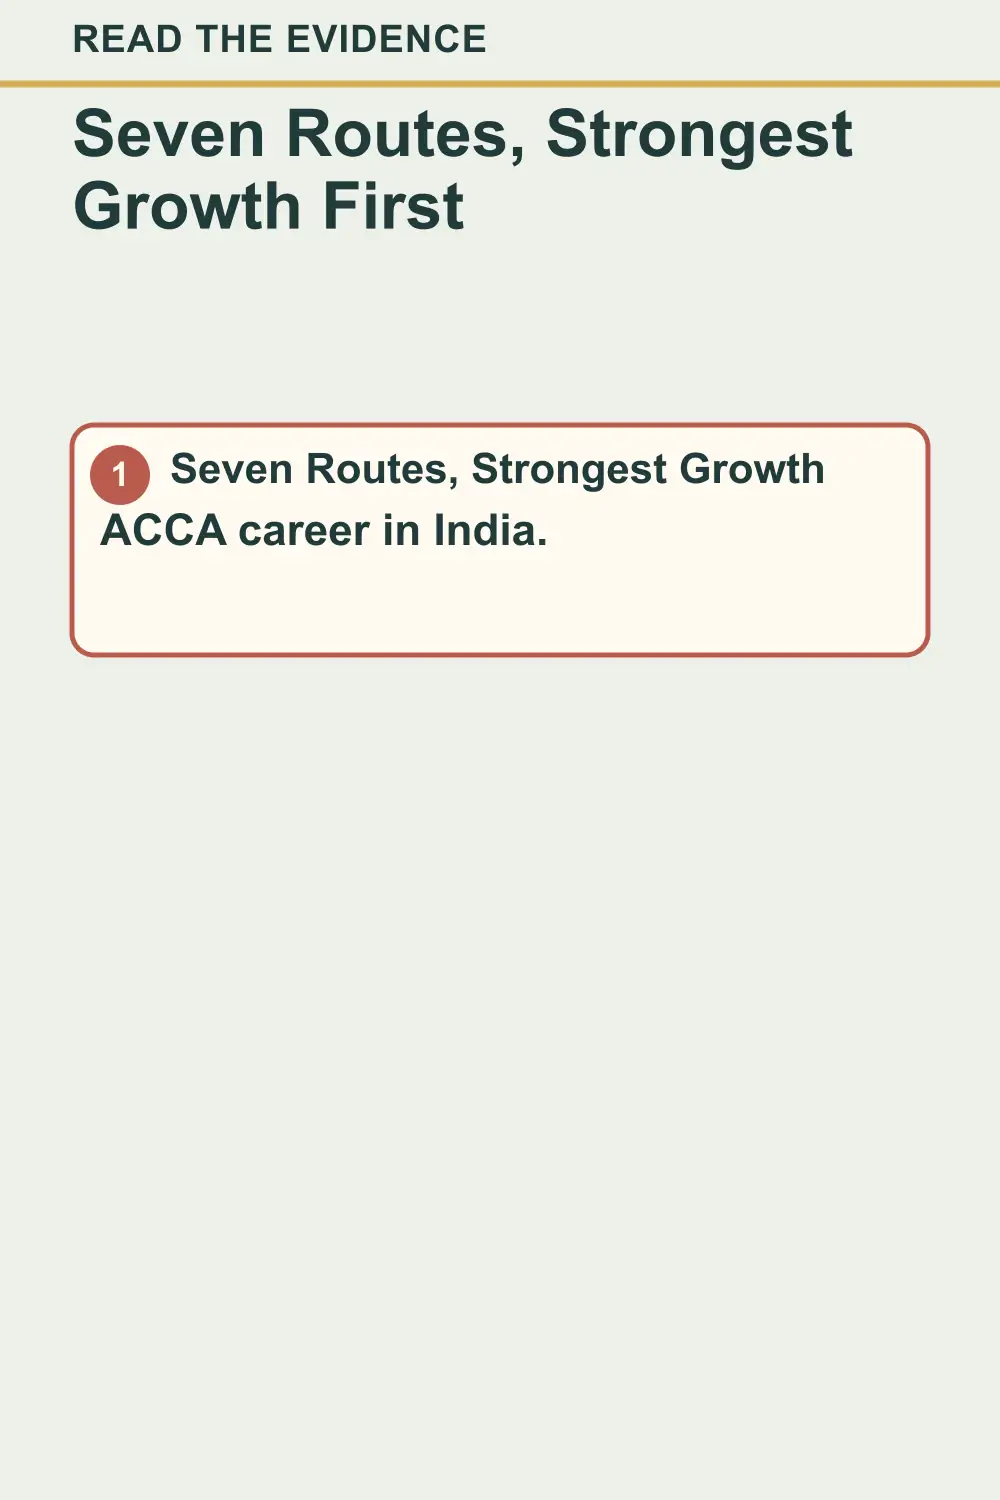 READ THE EVIDENCE
Seven Routes, Strongest
Growth First
1 Seven Routes, Strongest Growth
ACCA career in India.